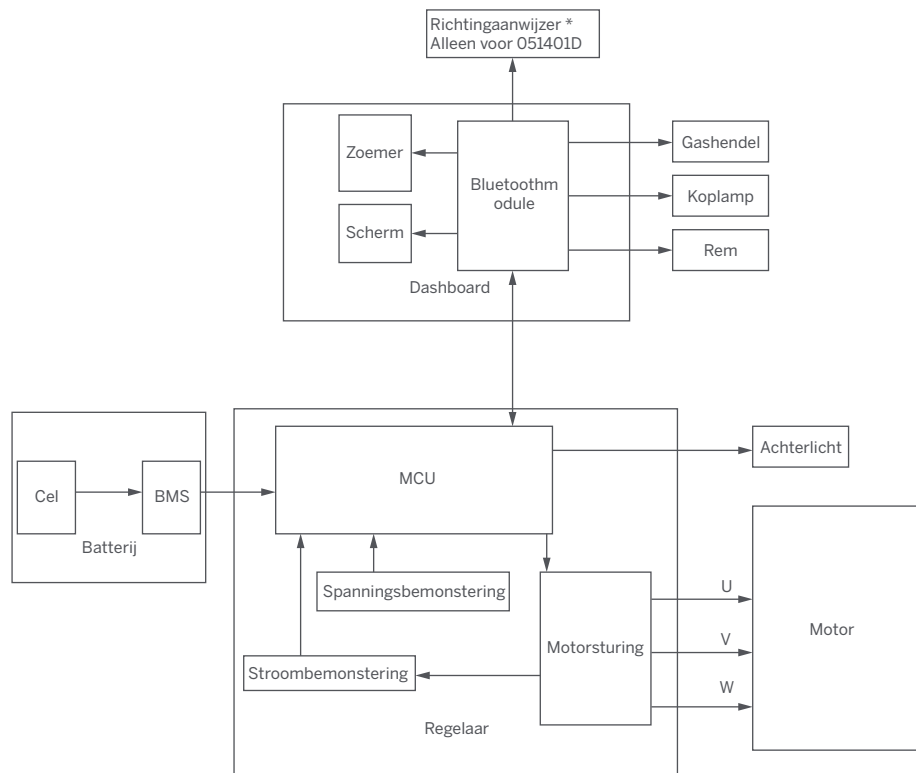 Richtingaanwijzer *
Alleen voor 051401D
Zoemer
Scherm
Bluetoothm
odule
Gashendel
Koplamp
Rem
Dashboard
Cel
BMS
Batterij
MCU
Achterlicht
Spanningsbemonstering
Stroombemonstering
Motorsturing
U
V
W
Motor
Regelaar